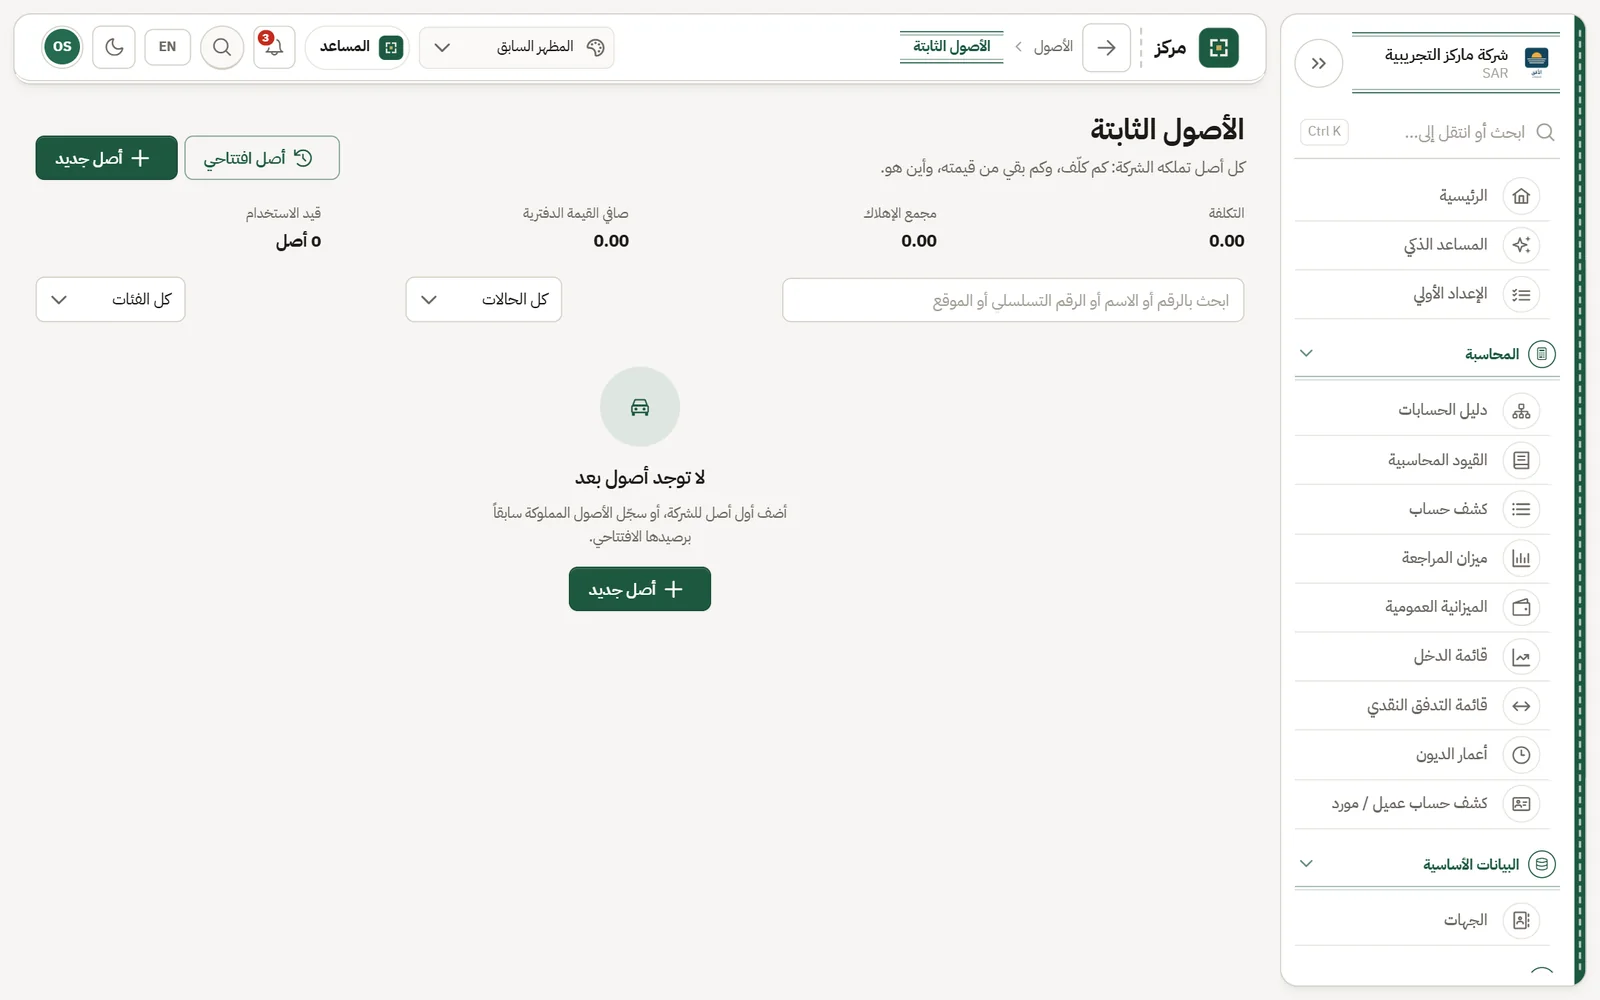 شركة ماركز التجريبية
SAR
ابحث أو انتقل إلى...
Ctrl K
الرئيسية
المساعد الذكي
الإعداد الأولي
المحاسبة
دليل الحسابات
القيود المحاسبية
كشف حساب
ميزان المراجعة
الميزانية العمومية
قائمة الدخل
قائمة التدفق النقدي
أعمار الديون
كشف حساب عميل / مورد
البيانات الأساسية
الجهات
مركز
الأصول
الأصول الثابتة
المظهر السابق
المساعد
3
EN
OS
الأصول الثابتة
كل أصل تملكه الشركة: كم كلّف، وكم بقي من قيمته، وأين هو.
أصل افتتاحي
أصل جديد
التكلفة
0.00
مجمع الإهلاك
0.00
صافي القيمة الدفترية
0.00
قيد الاستخدام
0 أصل
ابحث بالرقم أو الاسم أو الرقم التسلسلي أو الموقع
كل الحالات
كل الفئات
لا توجد أصول بعد
أضف أول أصل للشركة، أو سجّل الأصول المملوكة سابقاً
برصيدها الافتتاحي.
أصل جديد